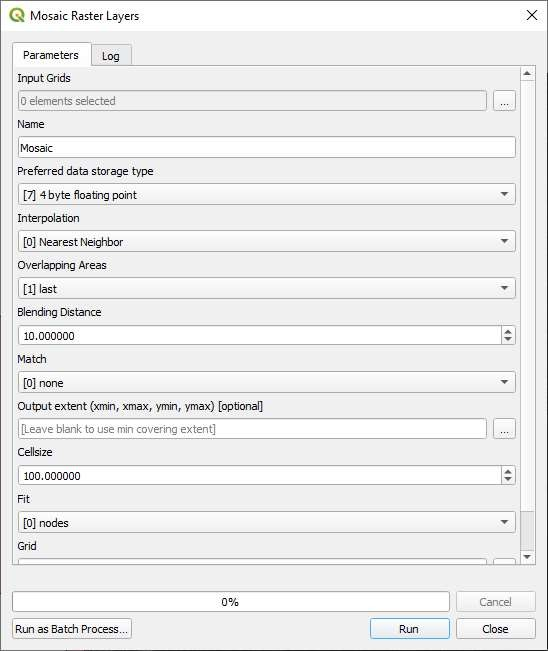 Mosaic Raster Layers
Parameters
Log
Input Grids
0 elements selected
...
Name
Mosaic
Preferred data storage type
[7] 4 byte floating point
Interpolation
[0] Nearest Neighbor
Overlapping Areas
[1] last
Blending Distance
10.000000
Match
[0] none
Output extent (xmin, xmax, ymin, ymax) [optional]
[Leave blank to use min covering extent]
...
Cellsize
100.000000
Fit
[0] nodes
Grid
0%
Cancel
Run as Batch Process...
Run
Close